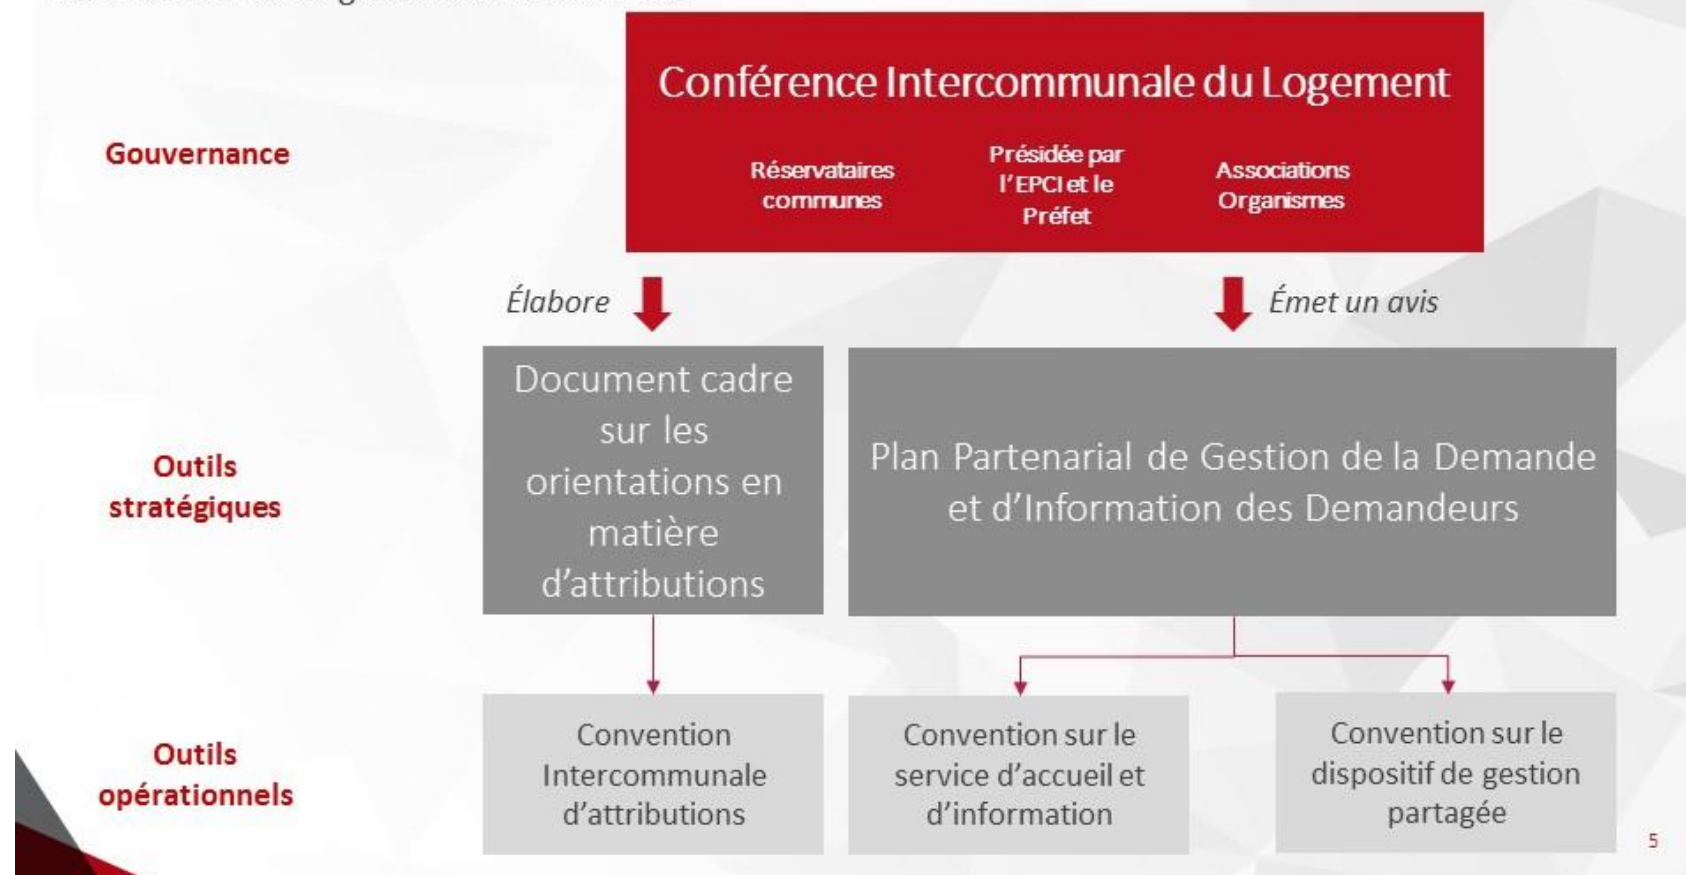 Conférence Intercommunale du Logement
Gouvernance
Réservataires
communes
Présidée par
l'EPCI et le
Préfet
Associations
Organismes
Élabore
Émet un avis
Outils
stratégiques
Document cadre
sur les
orientations en
matière
d'attributions
Plan Partenarial de Gestion de la Demande
et d'Information des Demandeurs
Outils
opérationnels
Convention
Intercommunale
d'attributions
Convention sur le
service d'accueil et
d'information
Convention sur le
dispositif de gestion
partagée
5